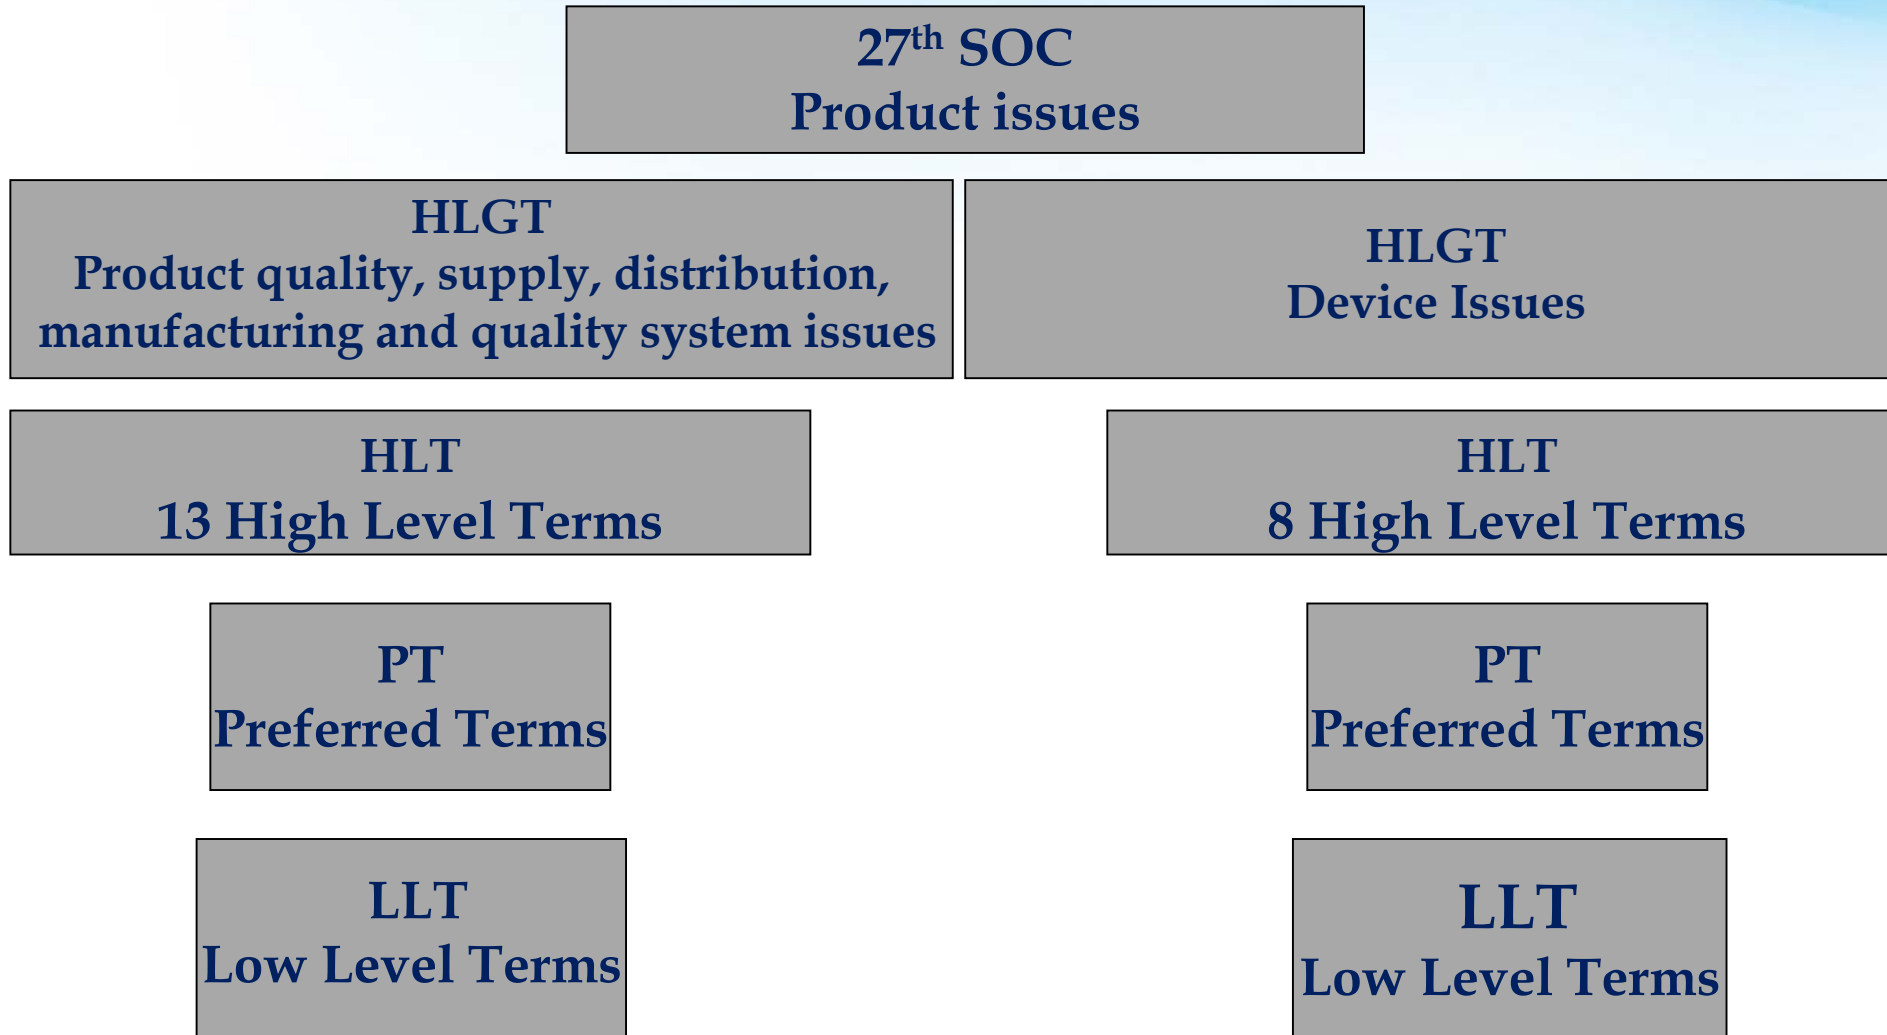 27th SOC
Product issues
HLGT
Product quality, supply, distribution,
manufacturing and quality system issues
HLGT
Device Issues
HLT
13 High Level Terms
HLT
8 High Level Terms
PT
Preferred Terms
PT
Preferred Terms
LLT
Low Level Terms
LLT
Low Level Terms